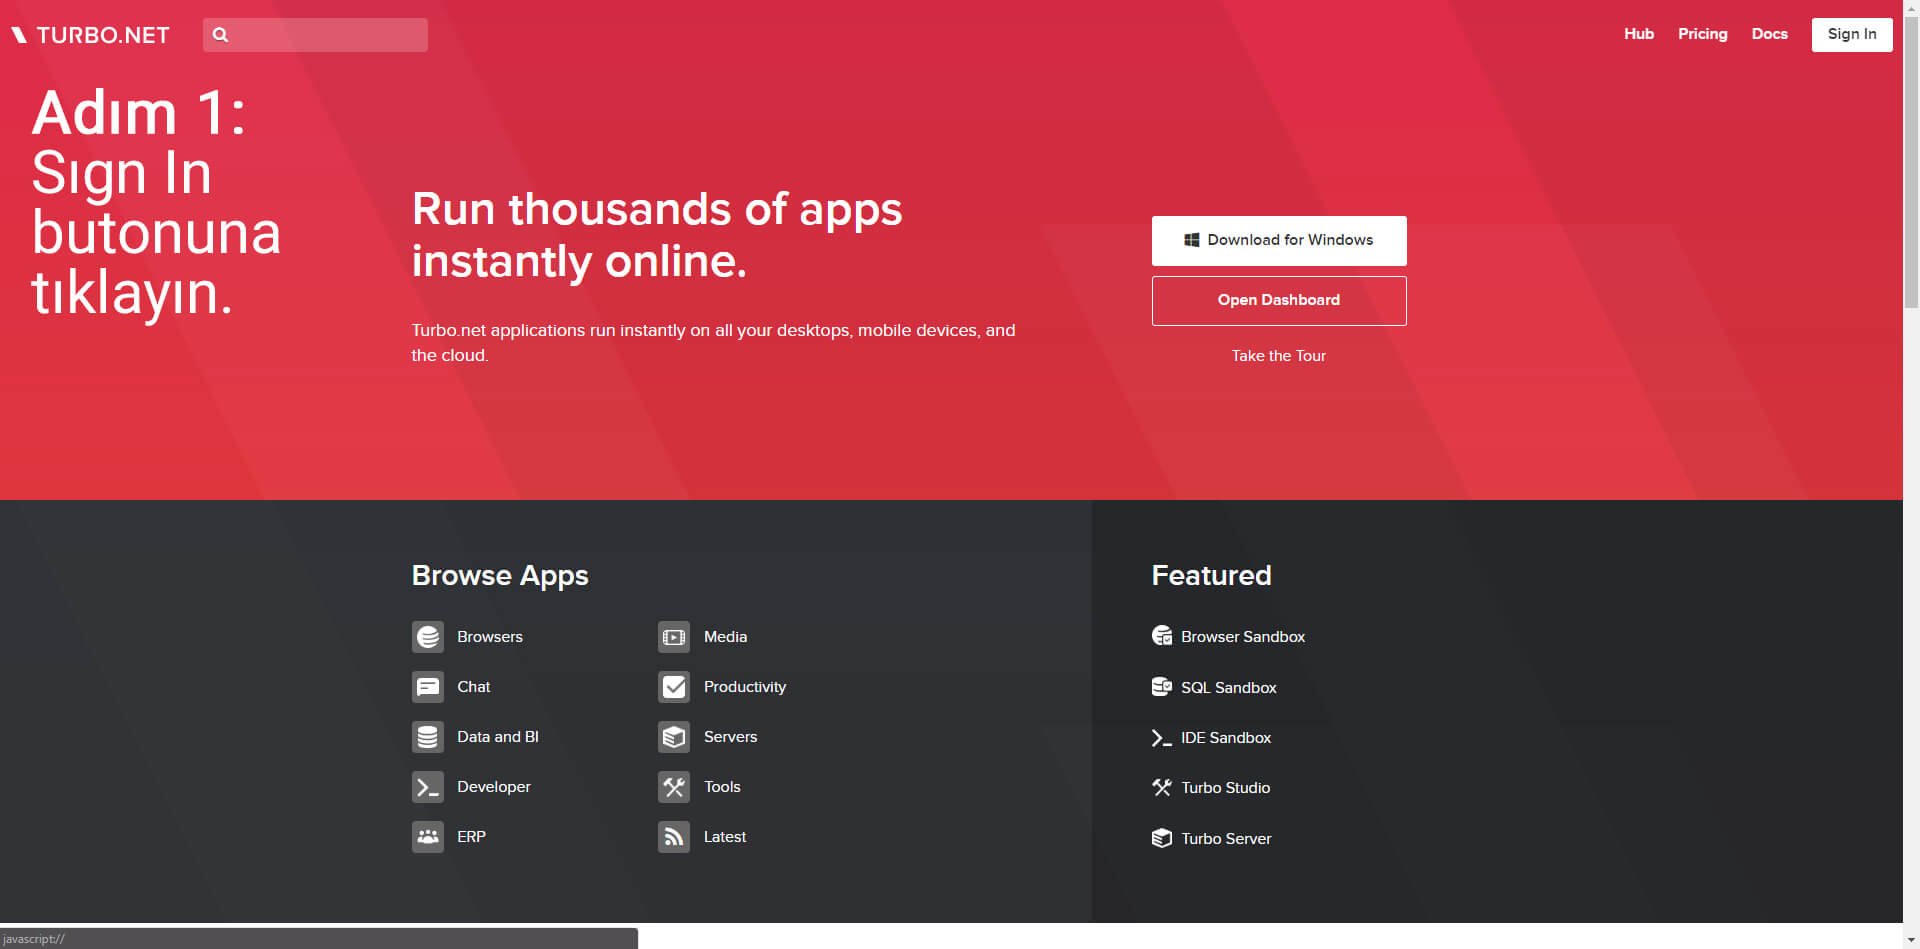 TURBO.NET
Hub Pricing Docs Sign In
Adım 1:
Sıgn In
butonuna
tıklayın.
Run thousands of apps
instantly online.
Turbo.net applications run instantly on all your desktops, mobile devices, and
the cloud.
Download for Windows
Open Dashboard
Take the Tour
Browse Apps
Browsers
Chat
Data and BI
Developer
ERP
Media
Productivity
Servers
Tools
Latest
Featured
Browser Sandbox
SQL Sandbox
IDE Sandbox
Turbo Studio
Turbo Server
javascript://